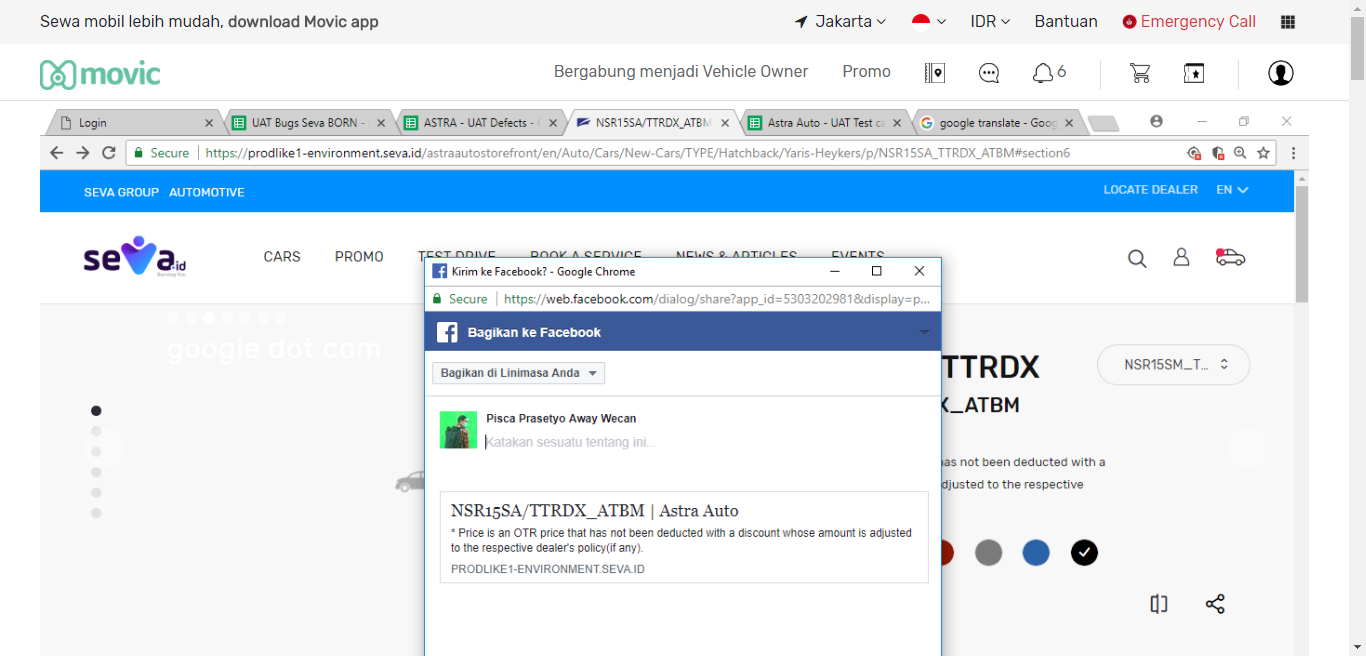 Sewa mobil lebih mudah, download Movic app
Jakarta
IDR
Bantuan
Emergency Call
movic
Bergabung menjadi Vehicle Owner
Promo
6
Login
UAT Bugs Seva BORN -
ASTRA - UAT Defects -
NSR15SA/TTRDX_ATBM
Astra Auto - UAT Test ca
google translate - Goog
Secure
https://prodlike1-environment.seva.id/astraautostorefront/en/Auto/Cars/New-Cars/TYPE/Hatchback/Yaris-Heykers/p/NSR15SA_TTRDX_ATBM#section6
SEVA GROUP
AUTOMOTIVE
LOCATE DEALER
EN
seva.id
CARS
PROMO
TEST DRIVE
BOOK A SERVICE
NEWS & ARTICLES
EVENTS
google dot com
Kirim ke Facebook? - Google Chrome
Secure
https://web.facebook.com/dialog/share?app_id=5303202981&display=p...
Bagikan ke Facebook
Bagikan di Linimasa Anda
Pisca Prasetyo Away Wecan
Katakan sesuatu tentang ini...
NSR15SA/TTRDX_ATBM | Astra Auto
* Price is an OTR price that has not been deducted with a discount whose amount is adjusted
to the respective dealer's policy(if any).
PRODLIKE1-ENVIRONMENT.SEVA.ID
TTRDX
X_ATBM
NSR15SM_T...
has not been deducted with a
djusted to the respective